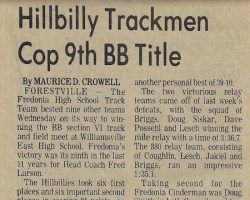 Hillbilly Trackmen
Cop 9th BB Title
By MAURICE D. CROWELL
FORESTVILLE — The
Fredonia High School Track
Team bested nine other teams
Wednesday on its way to winning
the BB section VI track
and field meet at Williamsville
East High School. Fredonia's
victory was its ninth in the last
11 years for Head Coach Fred
Larson.
The Hillbillies took six first
places and six important second
another personal best of 39-10.
The two victorious relay
teams came off of last week's
defeats, with the squad of
Briggs, Doug Siskar, Dave
Possehl and Lesch winning the
mile relay with a time of 3:36.7.
The 880 relay team, consisting
of Coughlin, Lesch, Jakiel and
Briggs, ran an impressive
1:35.1.
Taking second for the
Fredonia Cinderman was Doug